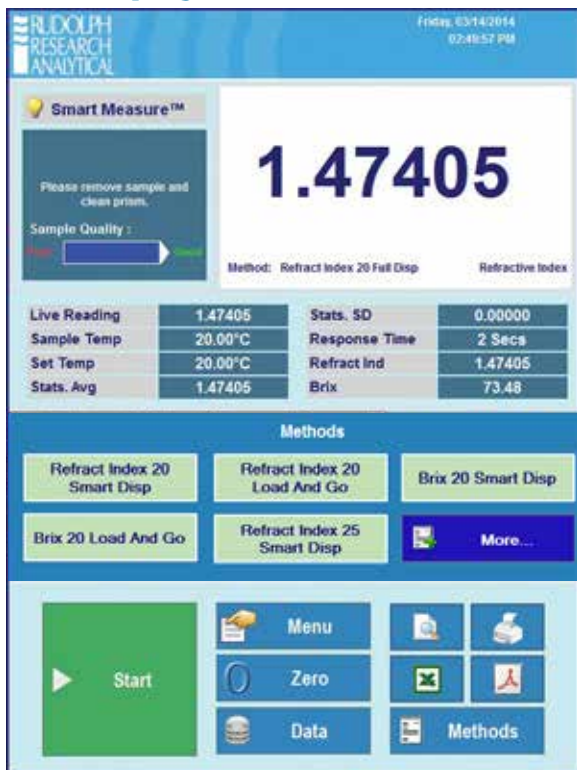 RUDOLPH
RESEARCH
ANALYTICAL
Friday, 03/14/2014
02:49:57 PM
Smart Measure™
Please remove sample and
clean prism.
Sample Quality :
1.47405
Method: Refract Index 20 Full Disp
Refractive Index
Live Reading 1.47405 Stats. SD 0.00000
Sample Temp 20.00°C Response Time 2 Secs
Set Temp 20.00°C Refract Ind 1.47405
Stats. Avg 1.47405 Brix 73.48
Methods
Refract Index 20
Smart Disp
Refract Index 20
Load And Go
Brix 20 Smart Disp
Brix 20 Load And Go
Refract Index 25
Smart Disp
More...
Start
Menu
Zero
Data
Methods